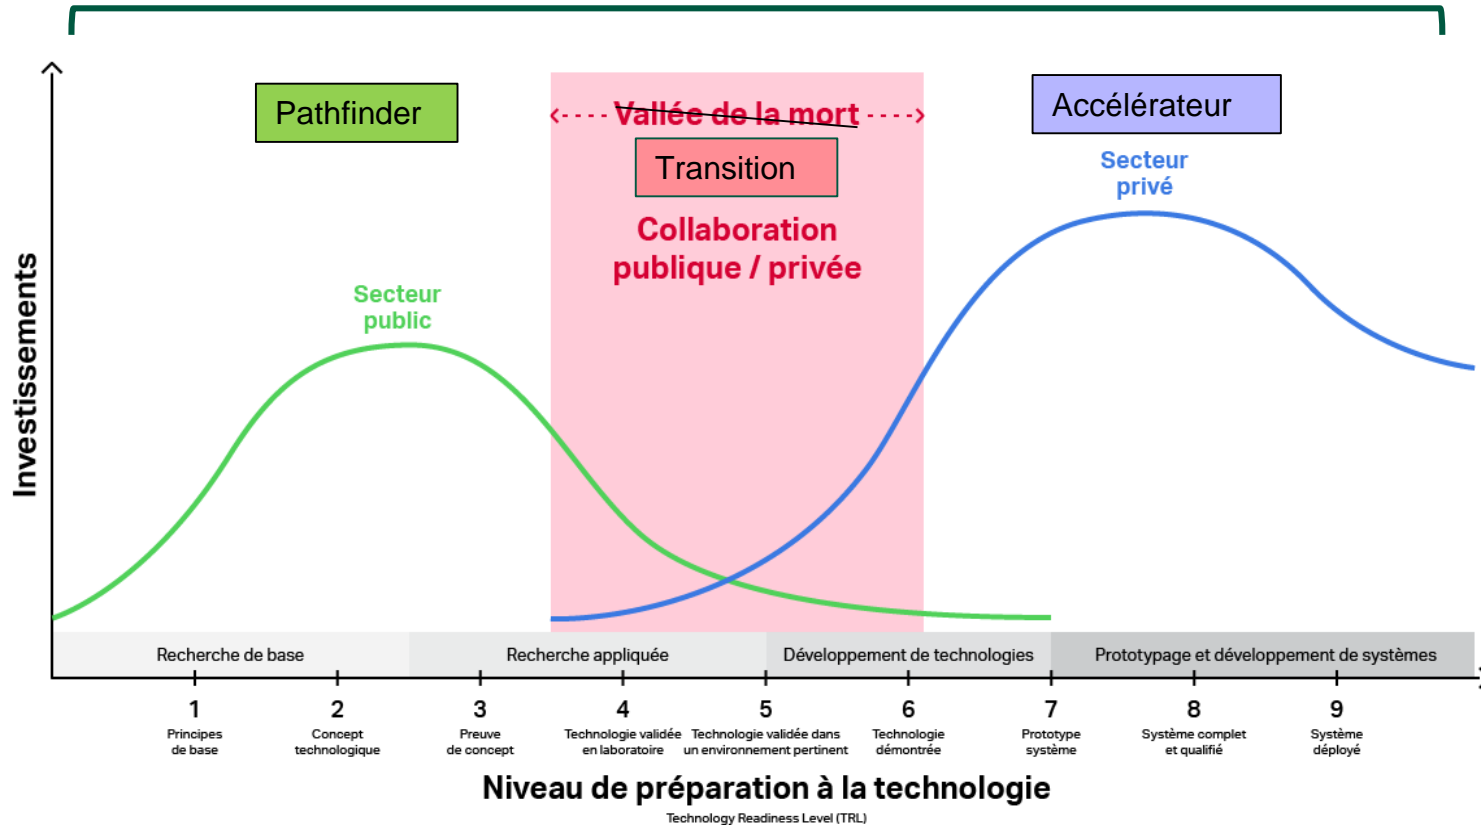 Pathfinder
Vallée de la mort
Accélérateur
Transition
Secteur
privé
Collaboration
publique / privée
Secteur
public
Investissements
Recherche de base
Recherche appliquée
Développement de technologies
Prototypage et développement de systèmes
1
2
3
4
5
6
7
8
9
Principes
de base
Concept
technologique
Preuve
de concept
Technologie validée
en laboratoire
Technologie validée dans
un environnement pertinent
Technologie
démontrée
Prototype
système
Système complet
et qualifié
Système
déployé
Niveau de préparation à la technologie
Technology Readiness Level (TRL)